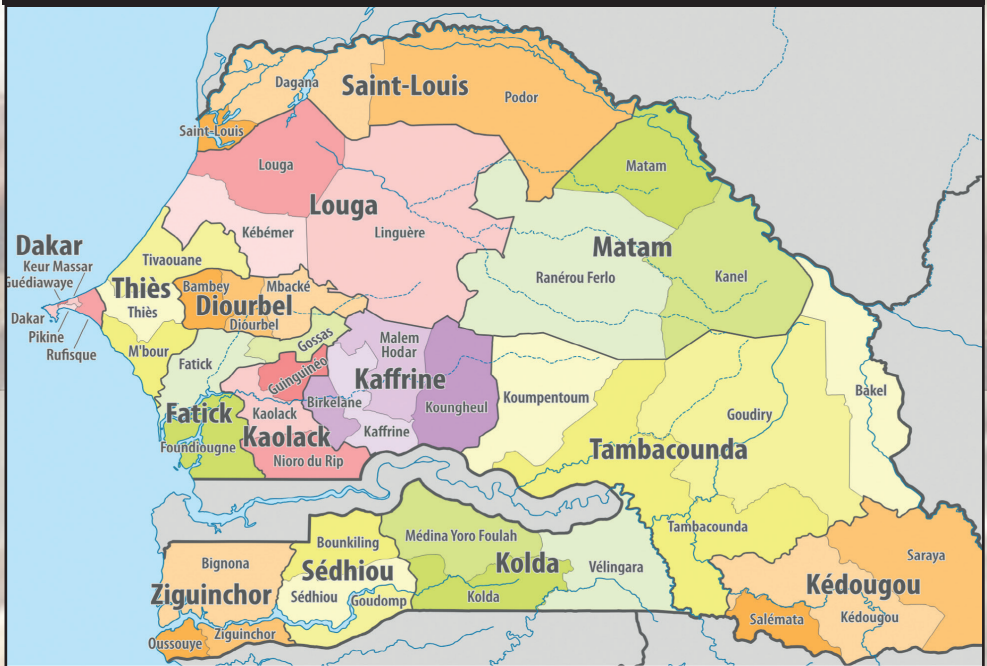 Dagana
Saint-Louis
Podor
Saint-Louis
Louga
Matam
Louga
Kébémer
Linguère
Dakar
Keur Massar
Guédiawaye
Dakar
Pikine
Rufisque
Tivaouane
Thiès
Thiès
M'bour
Bambey
Mbacké
Diourbel
Diourbel
Matam
Ranérou Ferlo
Kanel
Gossas
Fatick
Guinguinéo
Malem
Hodar
Kaffrine
Birkelane
Koungheul
Kaffrine
Koumpentoum
Goudiry
Bakel
Fatick
Foundiougne
Kaolack
Kaolack
Nioro du Rip
Tambacounda
Tambacounda
Bounkiling
Médina Yoro Foulah
Bignona
Sédhiou
Kolda
Vélingara
Ziguinchor
Sédhiou
Goudomp
Kolda
Oussouye
Ziguinchor
Saraya
Kédougou
Salémata
Kédougou